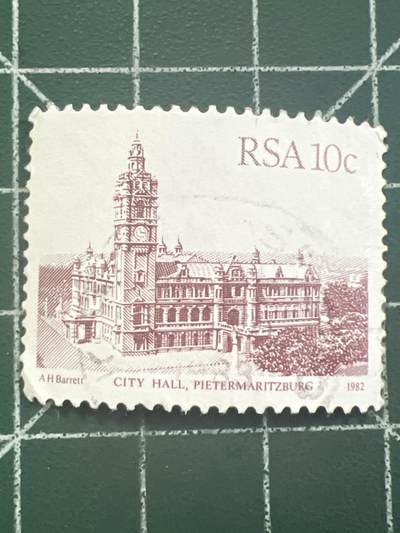 RSA 10c
A H Barrett CITY HALL, PIETERMARITZBURG 1982